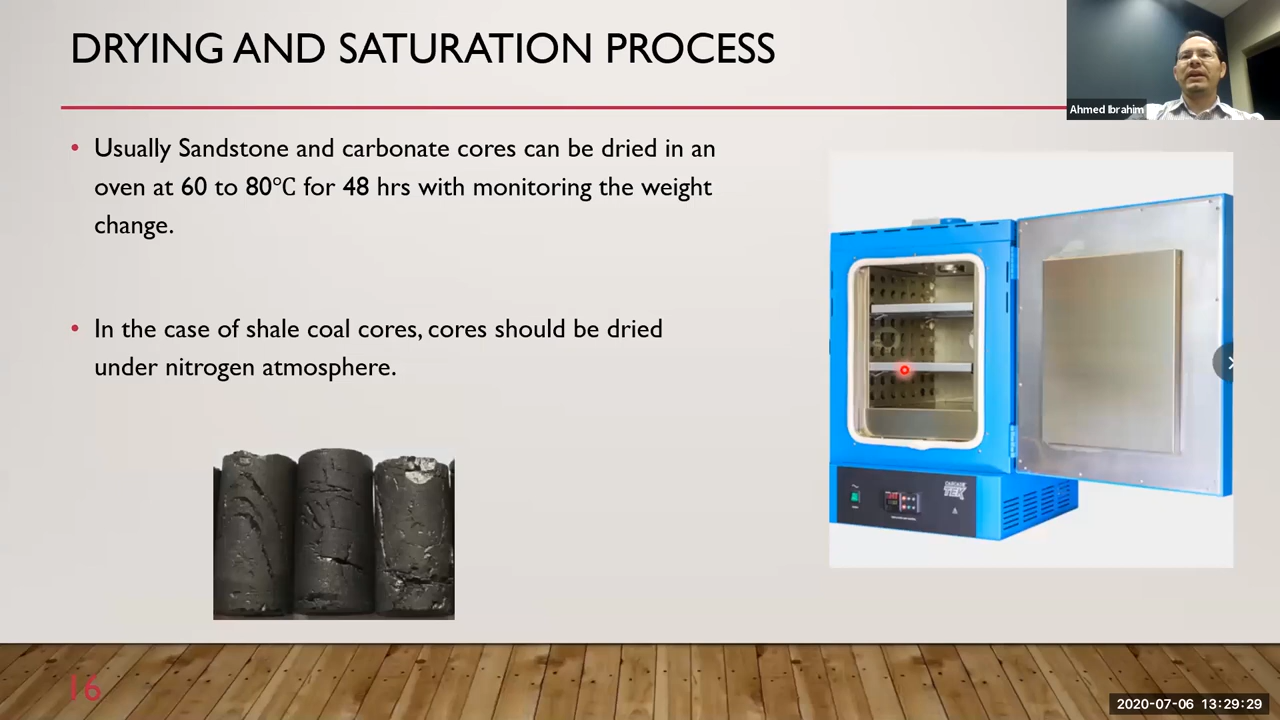 DRYING AND SATURATION PROCESS
Ahmed Ibrahim
• Usually Sandstone and carbonate cores can be dried in an
oven at 60 to 80°C for 48 hrs with monitoring the weight
change.
• In the case of shale coal cores, cores should be dried
under nitrogen atmosphere.
TEK
16
2020-07-06 13:29:29